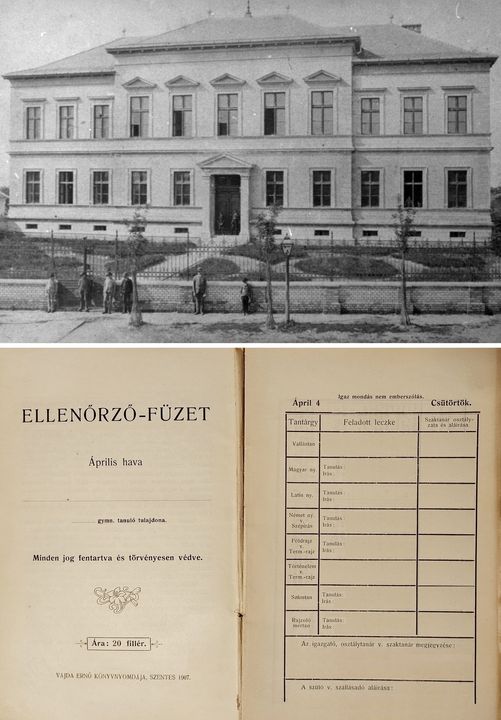 ELLENŐRZŐ-FÜZET
Április hava
gymn. tanuló tulajdona.
Minden jog fentartva és törvényesen védve.
Ára: 20 fillér.
VAJDA ERNŐ KÖNYVNYOMDÁJA, SZENTES 1907.
Igaz mondás nem emberszólás.
Ápril 4
Csütörtök.
Tantárgy
Feladott leczke
Szaktanár osztály-
zata és aláírása.
Vallástan
Magyar ny.
Tanulás:
Írás:
Latin ny.
Tanulás:
Írás:
Német ny.
v.
Szépírás
Tanulás:
Írás:
Földrajz
v.
Term.-rajz
Tanulás:
Írás:
Történelem
v.
Term.-rajz
Számtan
Tanulás:
Írás:
Rajzoló
mértan
Tanulás:
Írás:
Az igazgató, osztálytanár v. szaktanár megjegyzése:
A szülő v. szállásadó aláírása: